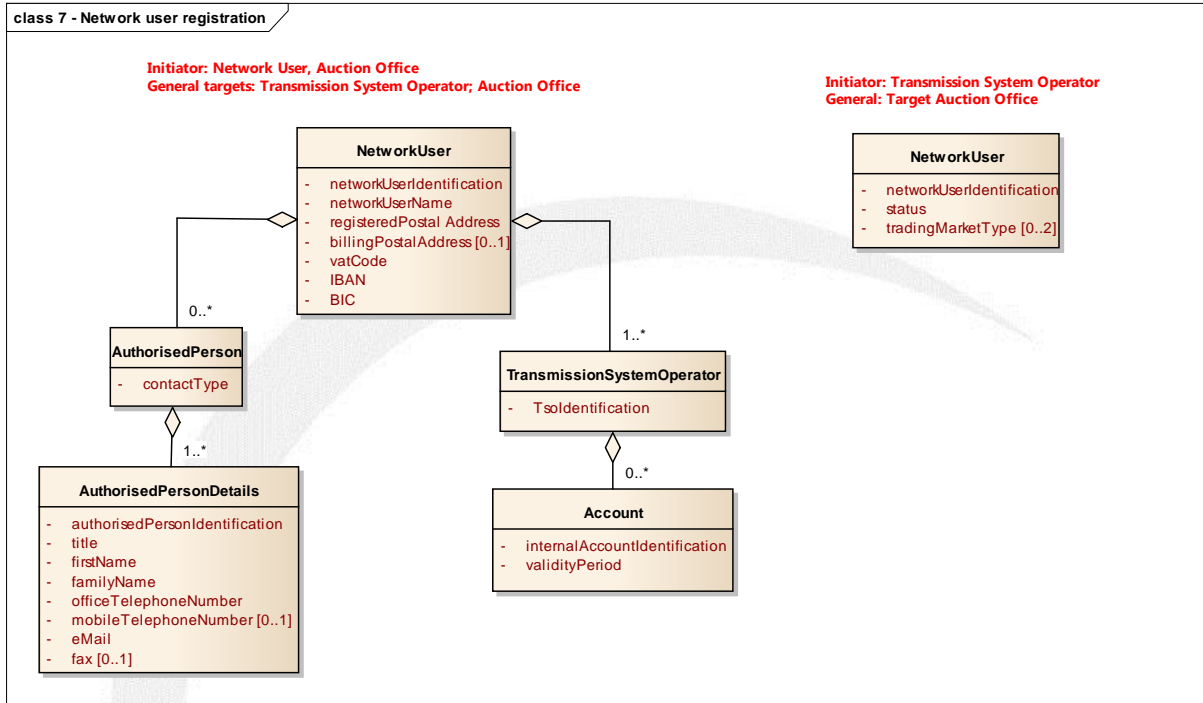 class 7 - Network user registration
Initiator: Network User, Auction Office
General targets: Transmission System Operator; Auction Office
Initiator: Transmission System Operator
General: Target Auction Office
NetworkUser
- networkUserIdentification
- networkUserName
- registeredPostal Address
- billingPostalAddress [0..1]
- vatCode
- IBAN
- BIC
NetworkUser
- networkUserIdentification
- status
- tradingMarketType [0..2]
0..*
1..*
AuthorisedPerson
- contactType
TransmissionSystemOperator
- TsoIdentification
1..*
0..*
AuthorisedPersonDetails
- authorisedPersonIdentification
- title
- firstName
- familyName
- officeTelephoneNumber
- mobileTelephoneNumber [0..1]
- eMail
- fax [0..1]
Account
- internalAccountIdentification
- validityPeriod